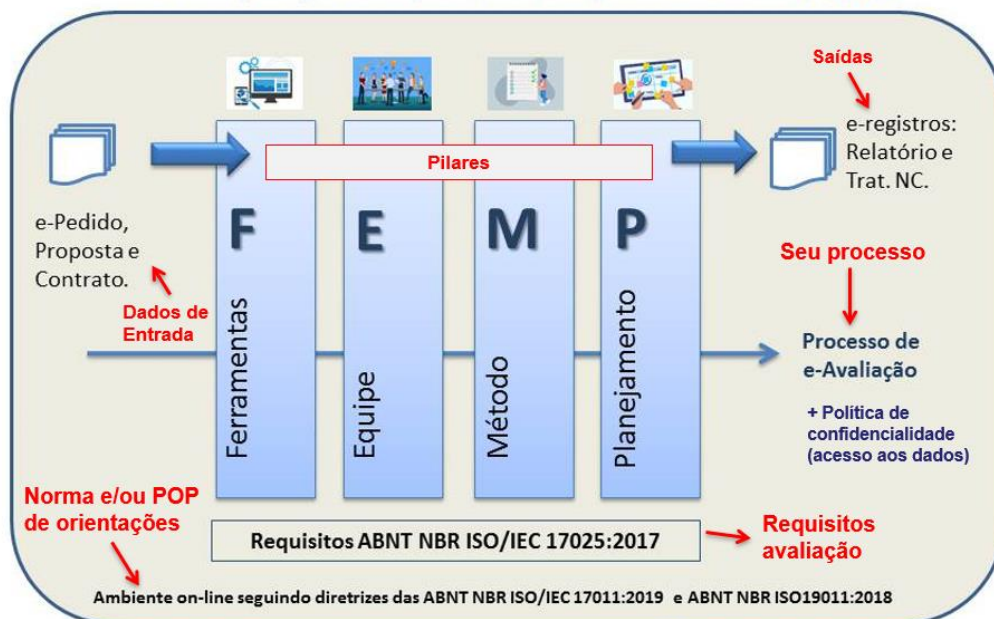 Saídas
e-registros:
Relatório e
Trat. NC.
Pilares
e-Pedido,
Proposta e
Contrato.
Dados de
Entrada
F
Ferramentas
E
Equipe
M
Método
P
Planejamento
Seu processo
Processo de
e-Avaliação
+ Política de
confidencialidade
(acesso aos dados)
Norma e/ou POP
de orientações
Requisitos ABNT NBR ISO/IEC 17025:2017
Requisitos
avaliação
Ambiente on-line seguindo diretrizes das ABNT NBR ISO/IEC 17011:2019 e ABNT NBR ISO19011:2018